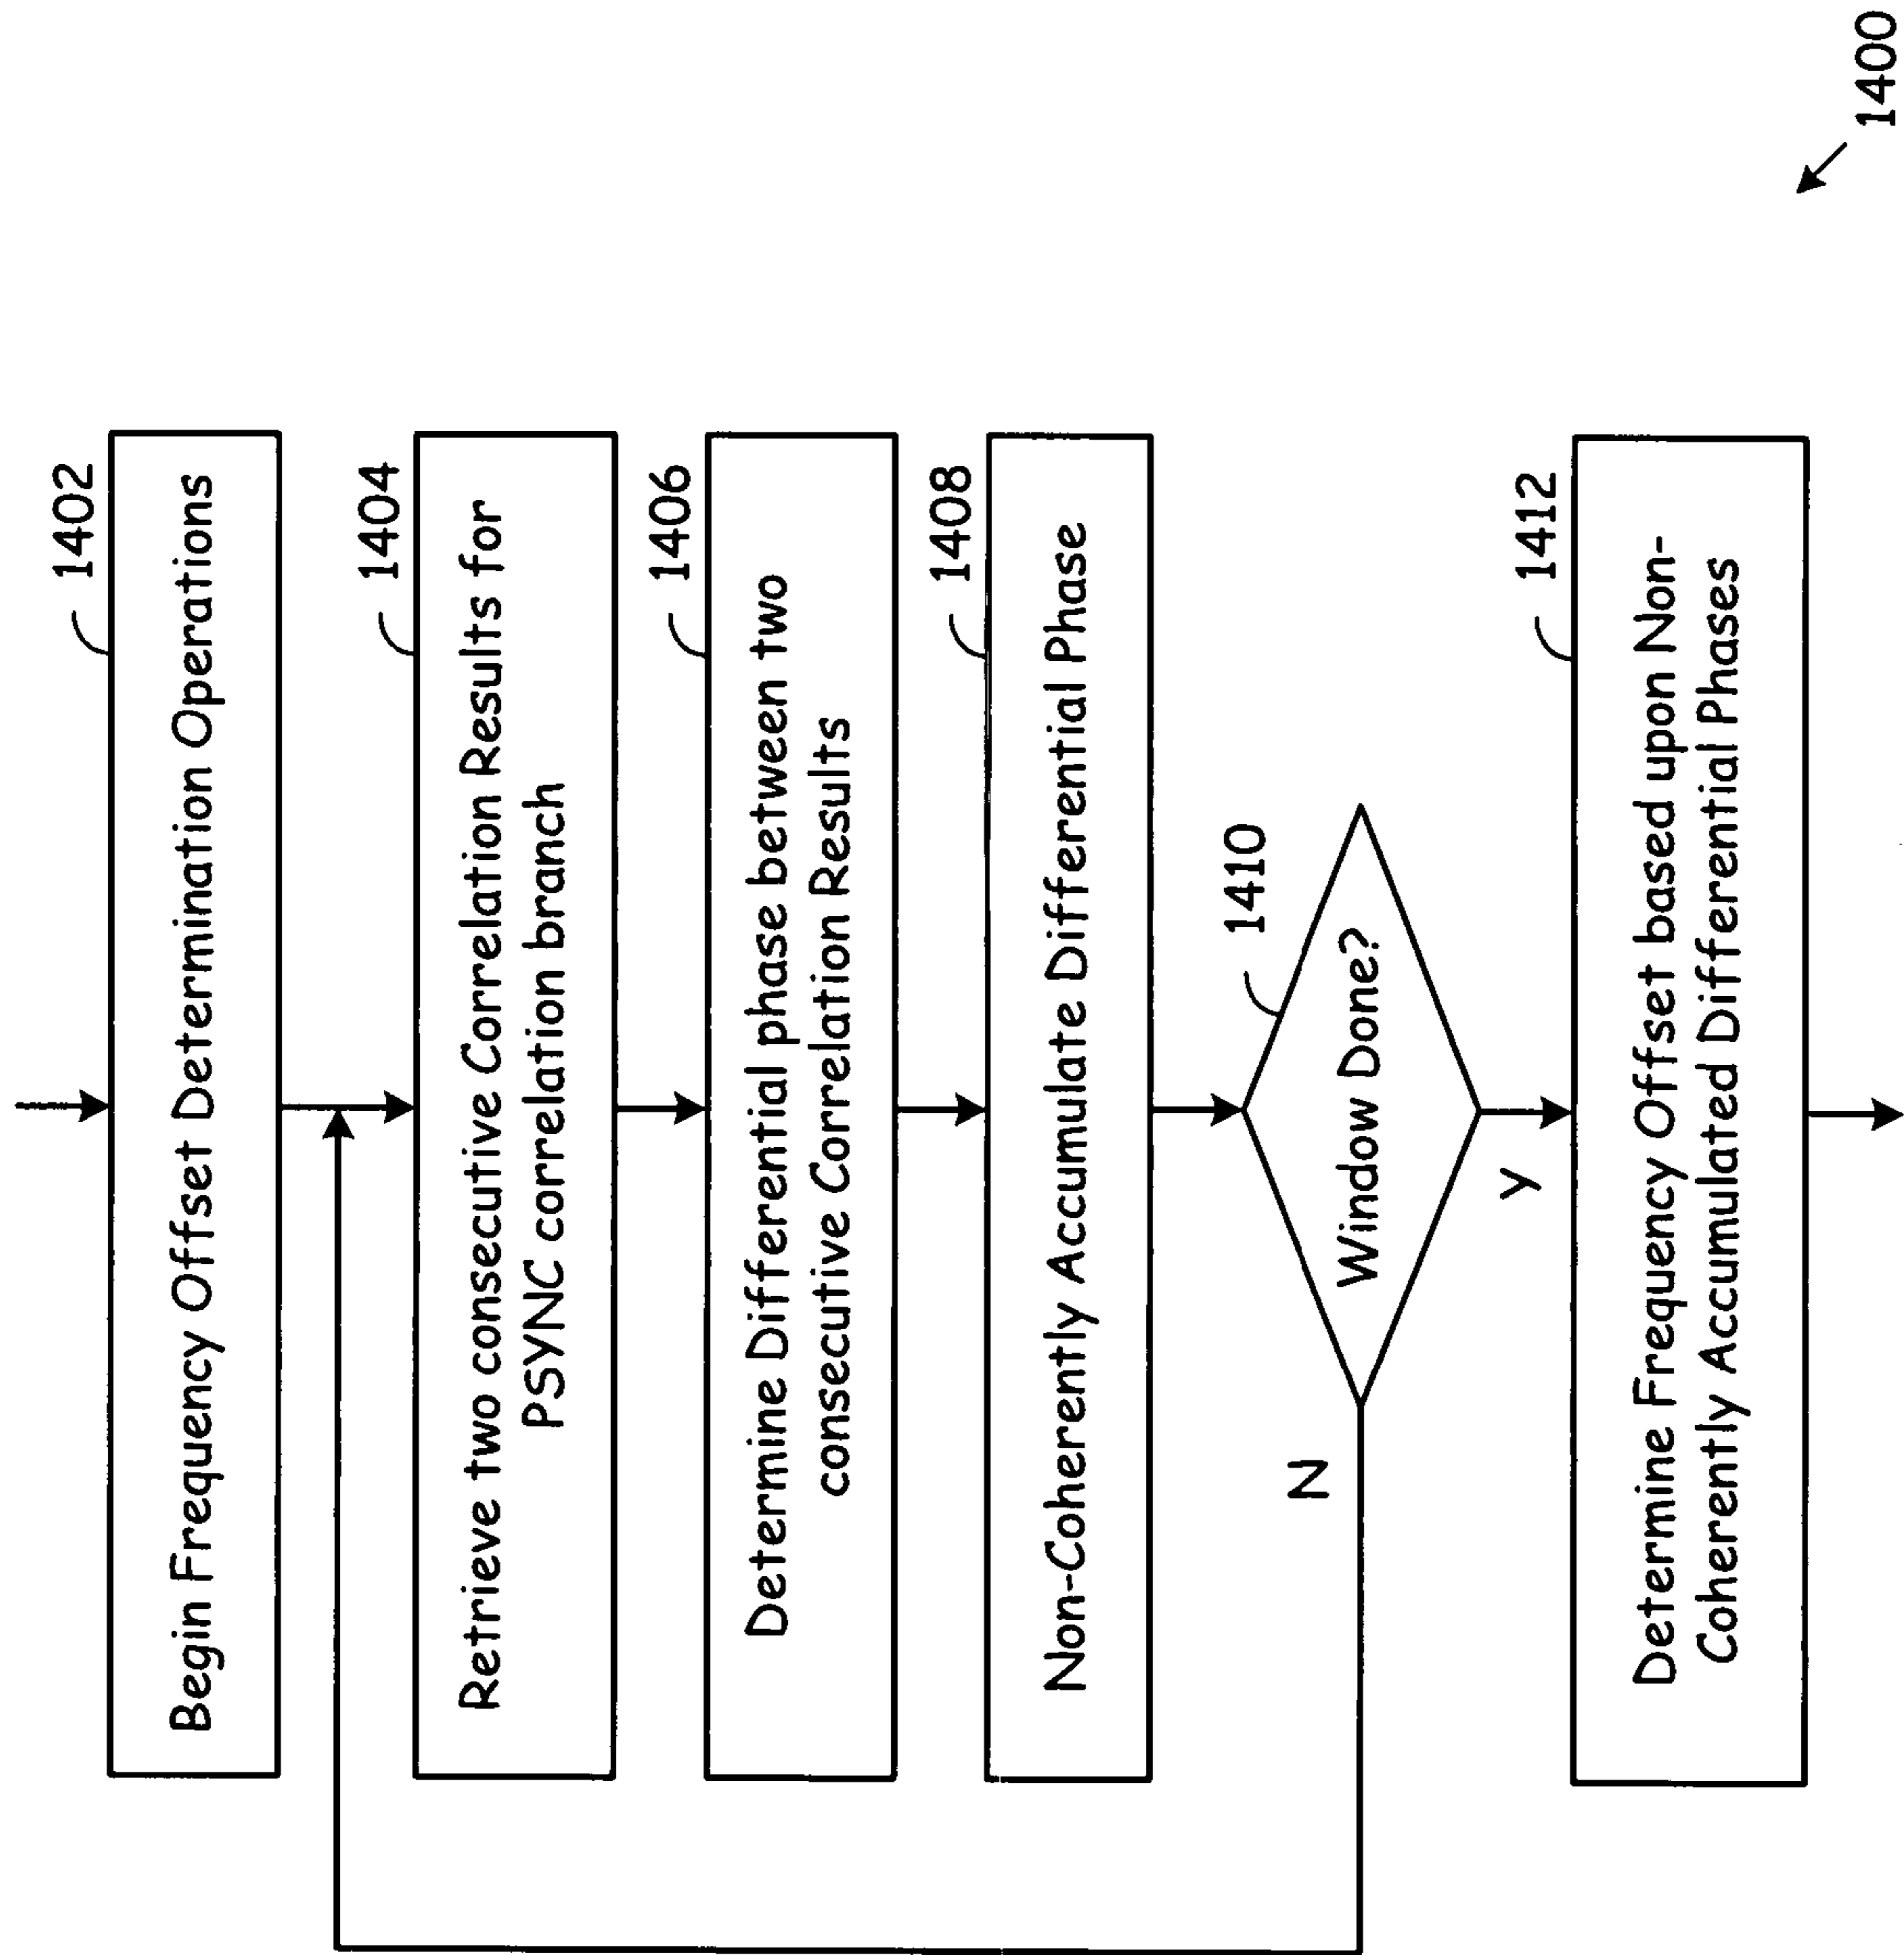 1402
Begin Frequency Offset Determination Operations
1404
Retrieve two consecutive Correlation Results for
PSYNC correlation branch
1406
Determine Differential phase between two
consecutive Correlation Results
1408
Non-Coherently Accumulate Differential Phase
1410
Window Done?
N
Y
1412
Determine Frequency Offset based upon Non-
Coherently Accumulated Differential Phases
1400